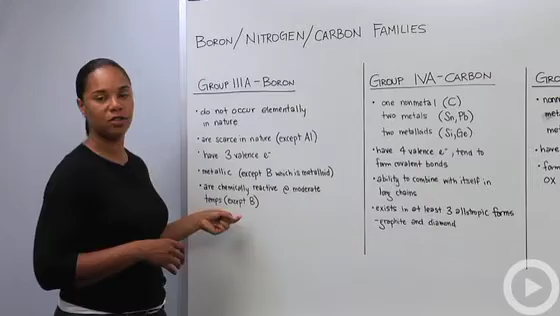 BORON/NITROGEN/CARBON FAMILIES
GROUP IIIA-BORON
• do not occur elementally
in nature
• are scarce in nature (except Al)
• have 3 valence e⁻
• metallic (except B which is metalloid)
• are chemically reactive @ moderate
temps (except B)
GROUP IVA-CARBON
• one nonmetal (C)
two metals (Sn, Pb)
two metalloids (Si, Ge)
• have 4 valence e⁻, tend to
form covalent bonds
• ability to combine with itself in
long chains
• exists in at least 3 allotropic forms
-graphite and diamond
GRO
• nonm
met
met
• have
• form
ox